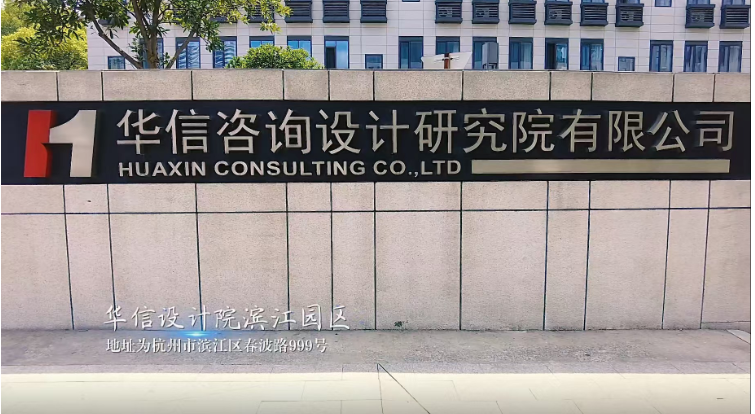 华信咨询设计研究院有限公司
HUAXIN CONSULTING CO.,LTD
华信设计院滨江园区
地址为杭州市滨江区春波路999号